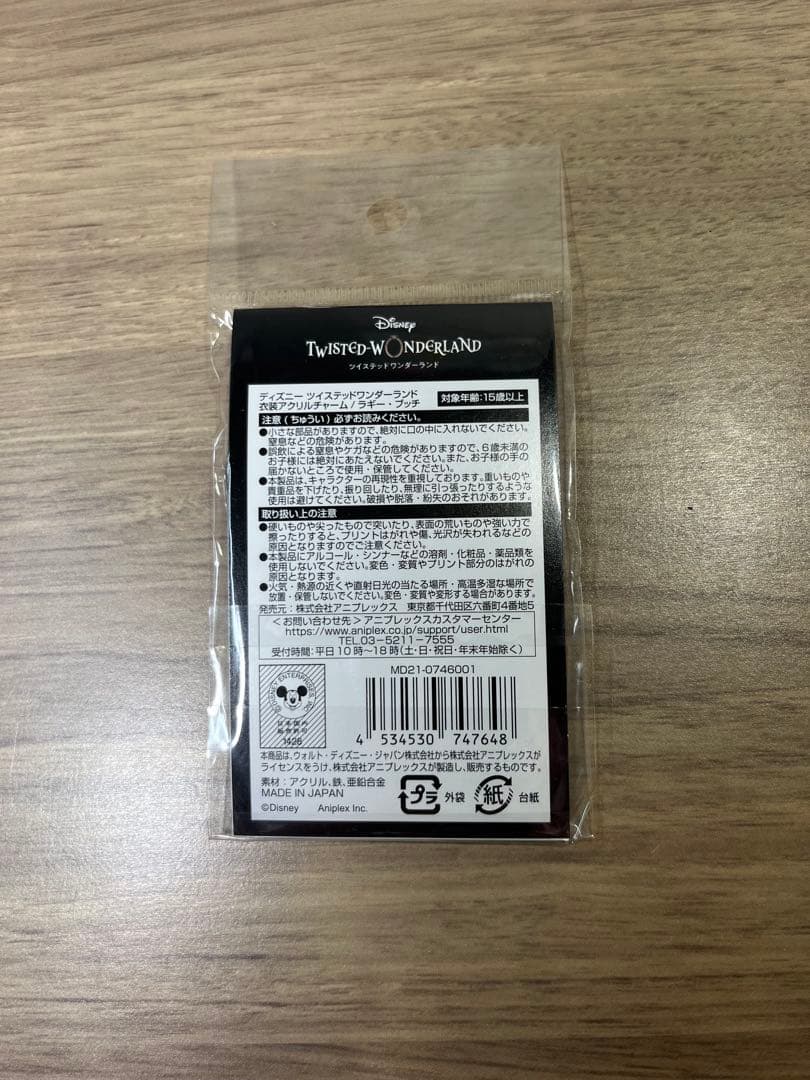 Disney
TWISTED-WONDERLAND
ツイステッドワンダーランド
ディズニー ツイステッドワンダーランド
衣装アクリルチャーム / ラギー・ブッチ
対象年齢:15歳以上
注意(ちゅうい)必ずお読みください。
●小さな部品がありますので、絶対に口の中に入れないでください。
窒息などの危険があります。
●誤飲による窒息やケガなどの危険がありますので、6歳未満の
お子様には絶対にあたえないでください。また、お子様の手の
届かないところで使用・保管してください。
●本製品は、キャラクターの再現性を重視しております。重いものや
貴重品を下げたり、振り回したり、無理に引っ張ったりするような
使用は避けてください。破損や脱落・紛失のおそれがあります。
取り扱い上の注意
●硬いものや尖ったもので突いたり、表面の荒いものや強い力で
擦ったりすると、プリントはがれや傷、光沢が失われるなどの
原因となりますのでご注意ください。
●本製品にアルコール・シンナーなどの溶剤・化粧品・薬品類を
使用しないでください。変色・変質やプリント部分のはがれの
原因となります。
●火気・熱源の近くや直射日光の当たる場所・高温多湿な場所で
放置・保管しないでください。変色・変質や変形する場合があります。
発売元:株式会社アニプレックス 東京都千代田区六番町4番地5
<お問い合わせ先>アニプレックスカスタマーセンター
https://www.aniplex.co.jp/support/user.html
TEL.03-5211-7555
受付時間:平日10時~18時(土・日・祝日・年末年始除く)
MD21-0746001
©DISNEY ENTERPRISES, INC.
日本国内
販売許可
1426
4 534530 747648
本商品は、ウォルト・ディズニー・ジャパン株式会社から株式会社アニプレックスが
ライセンスをうけ、株式会社アニプレックスが製造し、販売するものです。
素材:アクリル、鉄、亜鉛合金
MADE IN JAPAN
©Disney Aniplex Inc.
プラ 外袋 紙 台紙